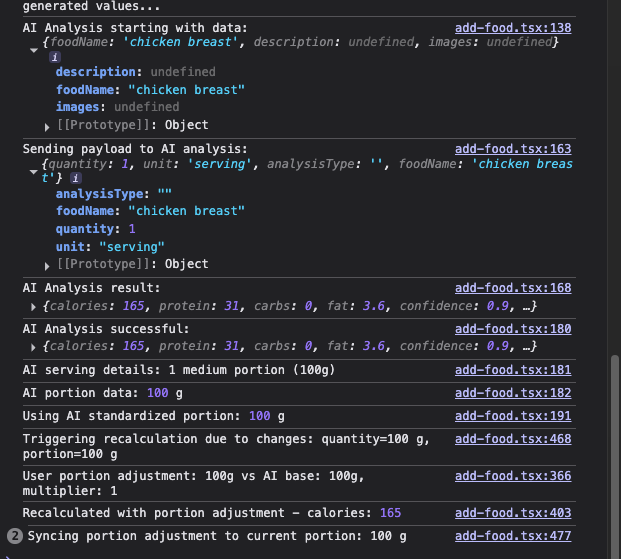 generated values...
AI Analysis starting with data: add-food.tsx:138
{foodName: 'chicken breast', description: undefined, images: undefined}
i
description: undefined
foodName: "chicken breast"
images: undefined
[[Prototype]]: Object
Sending payload to AI analysis: add-food.tsx:163
{quantity: 1, unit: 'serving', analysisType: '', foodName: 'chicken breas
t'} i
analysisType: ""
foodName: "chicken breast"
quantity: 1
unit: "serving"
[[Prototype]]: Object
AI Analysis result: add-food.tsx:168
{calories: 165, protein: 31, carbs: 0, fat: 3.6, confidence: 0.9, …}
AI Analysis successful: add-food.tsx:180
{calories: 165, protein: 31, carbs: 0, fat: 3.6, confidence: 0.9, …}
AI serving details: 1 medium portion (100g) add-food.tsx:181
AI portion data: 100 g add-food.tsx:182
Using AI standardized portion: 100 g add-food.tsx:191
Triggering recalculation due to changes: quantity=100 g, add-food.tsx:468
portion=100 g
User portion adjustment: 100g vs AI base: 100g, add-food.tsx:366
multiplier: 1
Recalculated with portion adjustment - calories: 165 add-food.tsx:403
2 Syncing portion adjustment to current portion: 100 g add-food.tsx:477